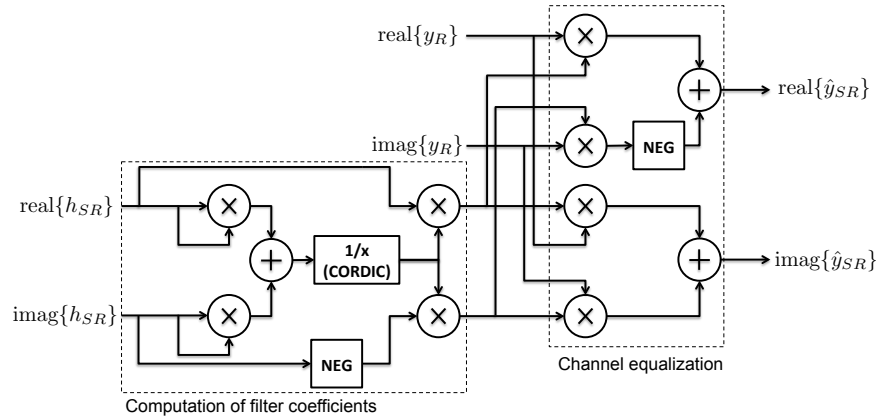 real{y_R}
real{ŷ_SR}
imag{y_R}
NEG
real{h_SR}
1/x
(CORDIC)
imag{ŷ_SR}
imag{h_SR}
NEG
Channel equalization
Computation of filter coefficients